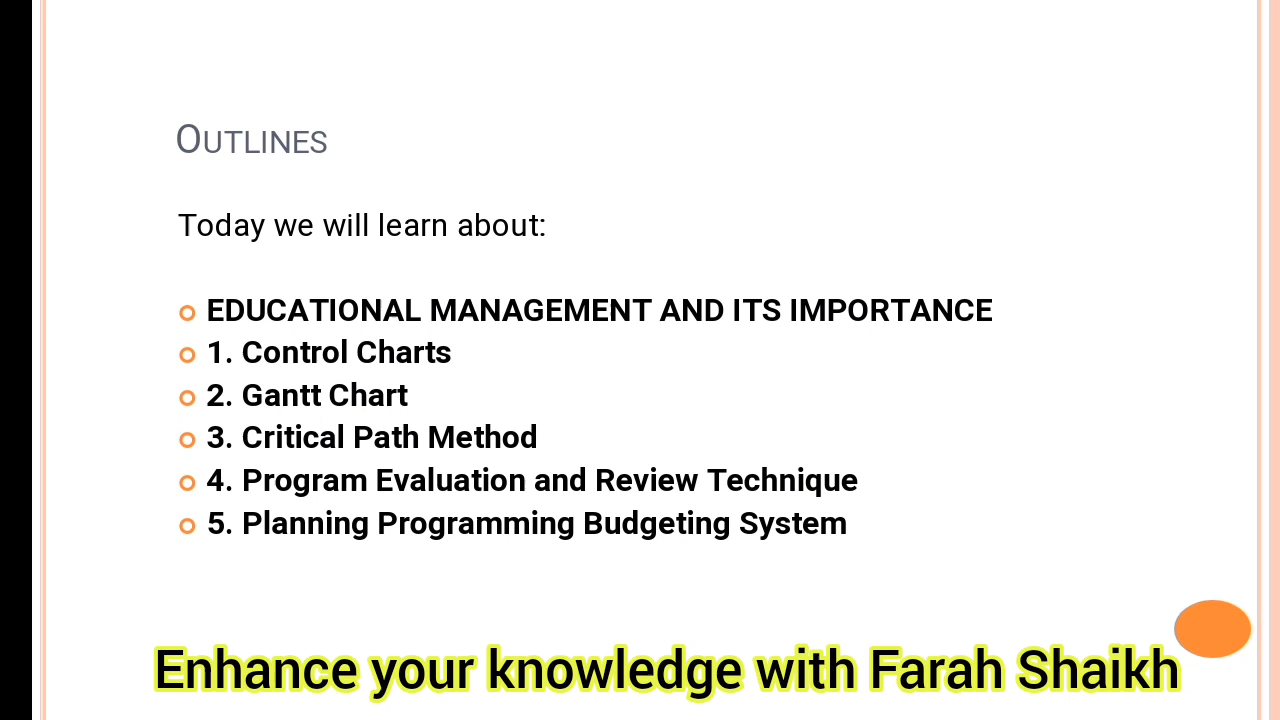 OUTLINES
Today we will learn about:
EDUCATIONAL MANAGEMENT AND ITS IMPORTANCE
1. Control Charts
2. Gantt Chart
3. Critical Path Method
4. Program Evaluation and Review Technique
5. Planning Programming Budgeting System
Enhance your knowledge with Farah Shaikh